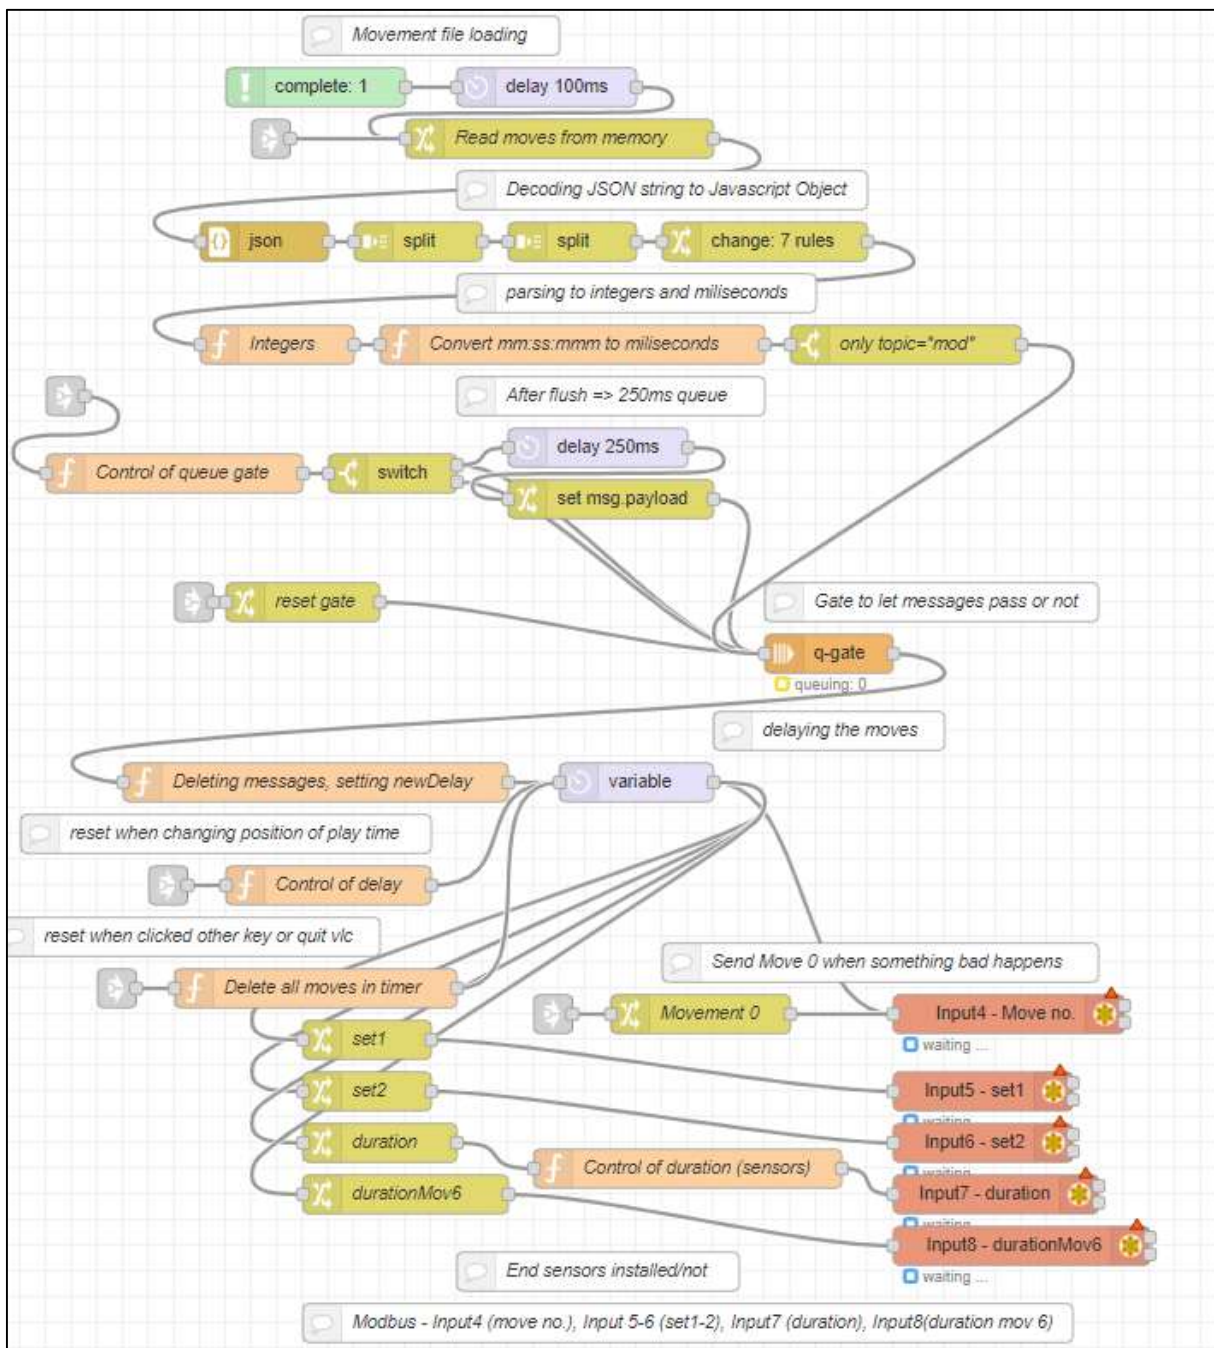 Movement file loading
complete: 1
delay 100ms
Read moves from memory
Decoding JSON string to Javascript Object
json
split
split
change: 7 rules
parsing to integers and miliseconds
Integers
Convert mm:ss:mmm to miliseconds
only topic="mod"
After flush => 250ms queue
delay 250ms
Control of queue gate
switch
set msg.payload
reset gate
Gate to let messages pass or not
q-gate
queuing: 0
delaying the moves
Deleting messages, setting newDelay
variable
reset when changing position of play time
Control of delay
reset when clicked other key or quit vlc
Send Move 0 when something bad happens
Delete all moves in timer
Movement 0
Input4 - Move no.
waiting ...
set1
Input5 - set1
waiting ...
set2
Input6 - set2
waiting ...
duration
Control of duration (sensors)
Input7 - duration
waiting ...
durationMov6
Input8 - durationMov6
waiting ...
End sensors installed/not
Modbus - Input4 (move no.), Input 5-6 (set1-2), Input7 (duration), Input8(duration mov 6)